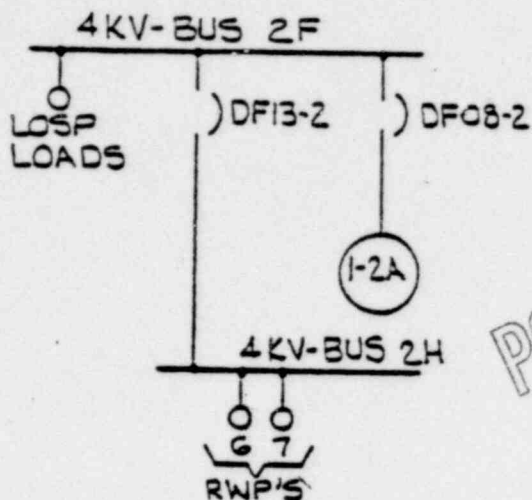 4KV-BUS 2F
DF13-2
DF08-2
LOSP
LOADS
1-2A
4KV-BUS 2H
6 7
RWP'S